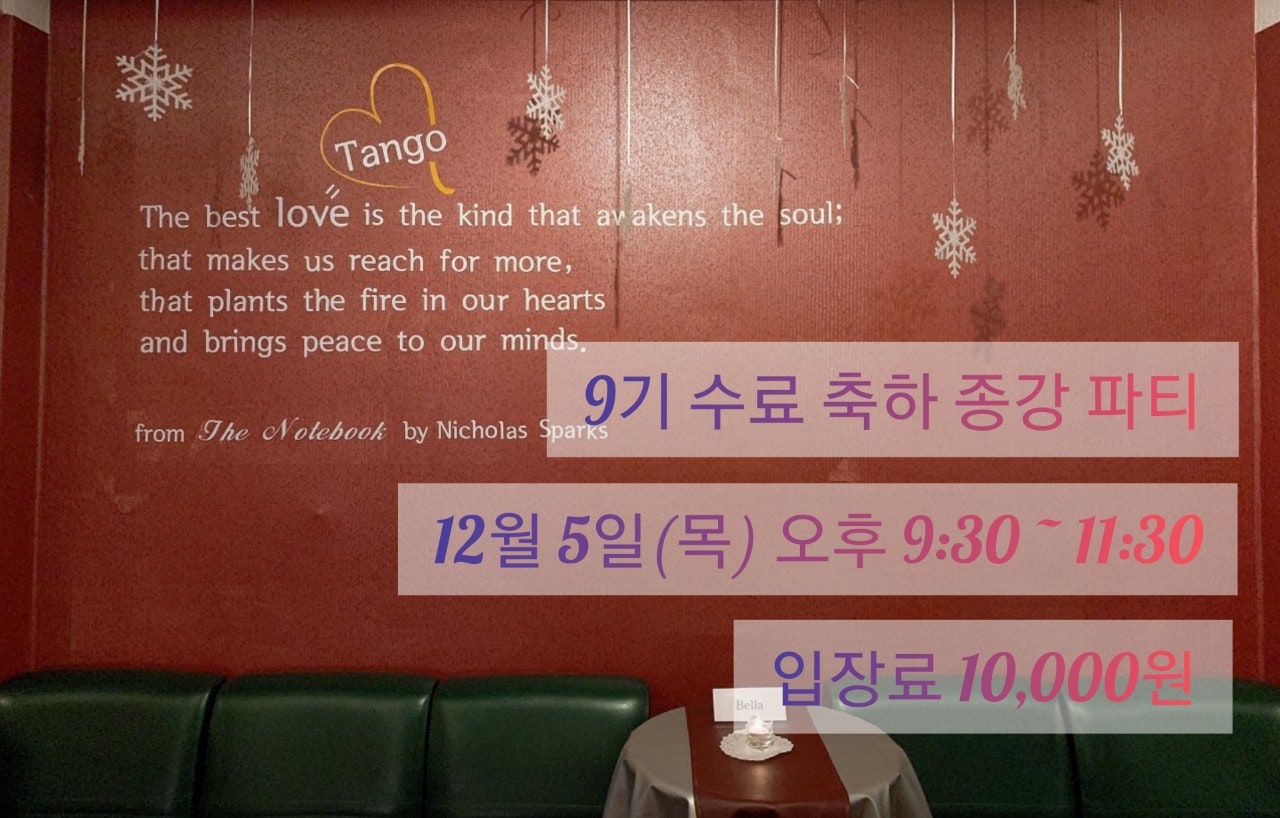 Tango
The best love is the kind that awakens the soul;
that makes us reach for more,
that plants the fire in our hearts
and brings peace to our minds.
from The Notebook by Nicholas Sparks
9기 수료 축하 종강 파티
12월 5일(목) 오후 9:30 ~ 11:30
입장료 10,000원
Bella